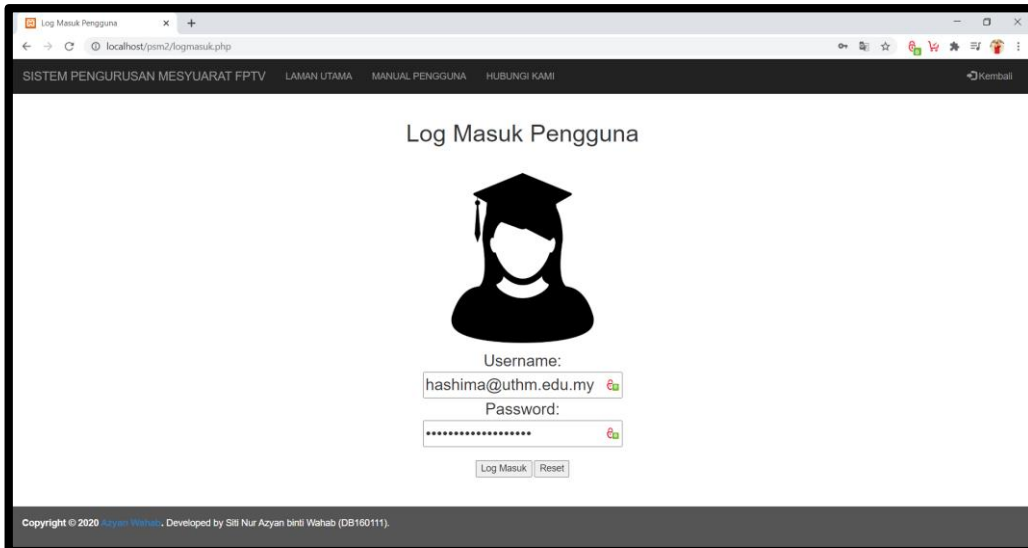 Log Masuk Pengguna
localhost/psm2/logmasuk.php
SISTEM PENGURUSAN MESYUARAT FPTV LAMAN UTAMA MANUAL PENGGUNA HUBUNGI KAMI Kembali
Log Masuk Pengguna
Username:
hashima@uthm.edu.my
Password:
•••••••••••••••••••
Log Masuk Reset
Copyright © 2020 Azyan Wahab. Developed by Siti Nur Azyan binti Wahab (DB160111).